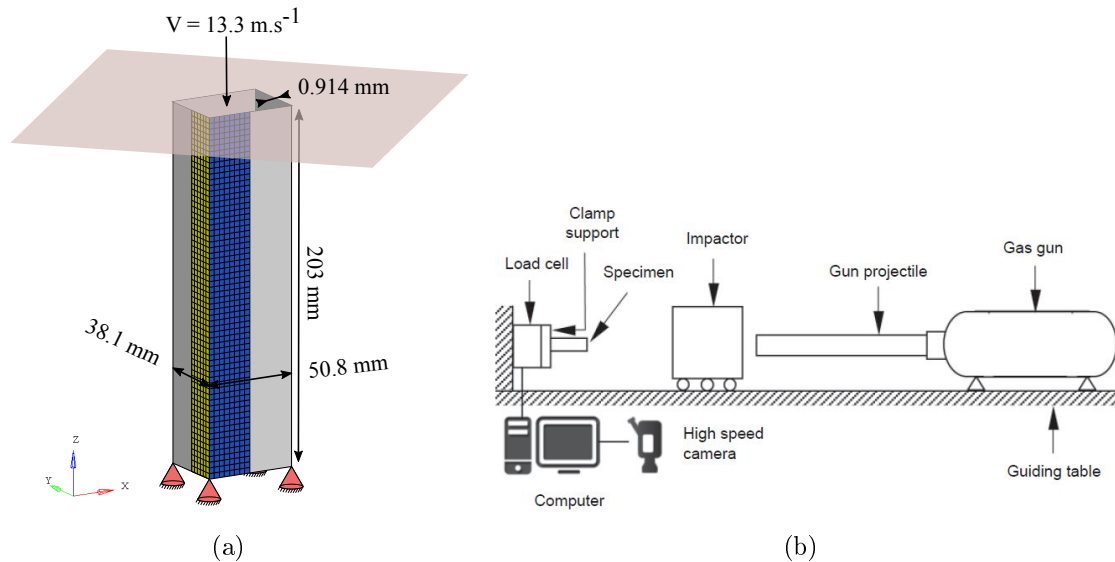 V = 13.3 m.s-1
0.914 mm
203 mm
38.1 mm
50.8 mm
Z
Y
X
(a)
Clamp
support
Load cell
Specimen
Impactor
Gun projectile
Gas gun
High speed
camera
Computer
Guiding table
(b)